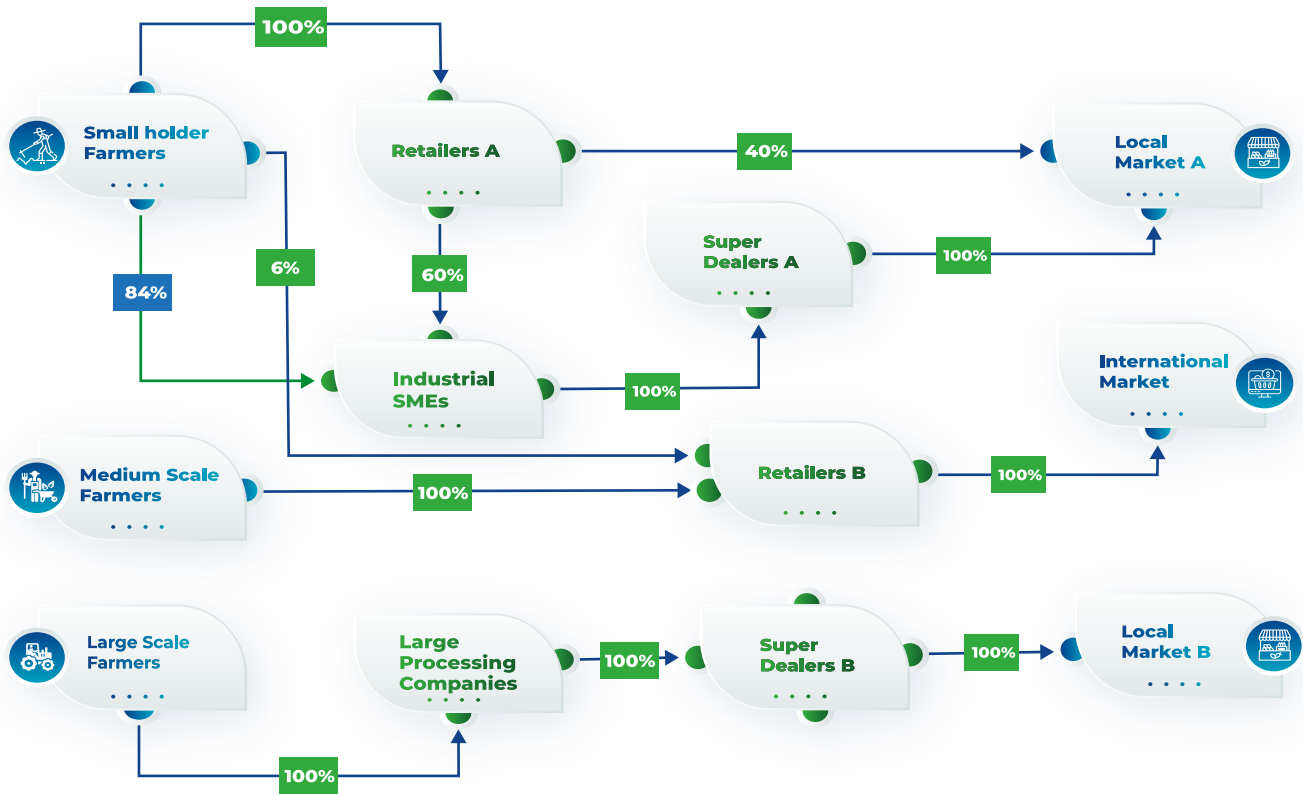 100%
Small holder
Farmers
Retailers A
40%
Local
Market A
6%
84%
60%
Super
Dealers A
100%
Industrial
SMEs
100%
International
Market
Medium Scale
Farmers
100%
Retailers B
100%
Large Scale
Farmers
Large
Processing
Companies
100%
Super
Dealers B
100%
Local
Market B
100%